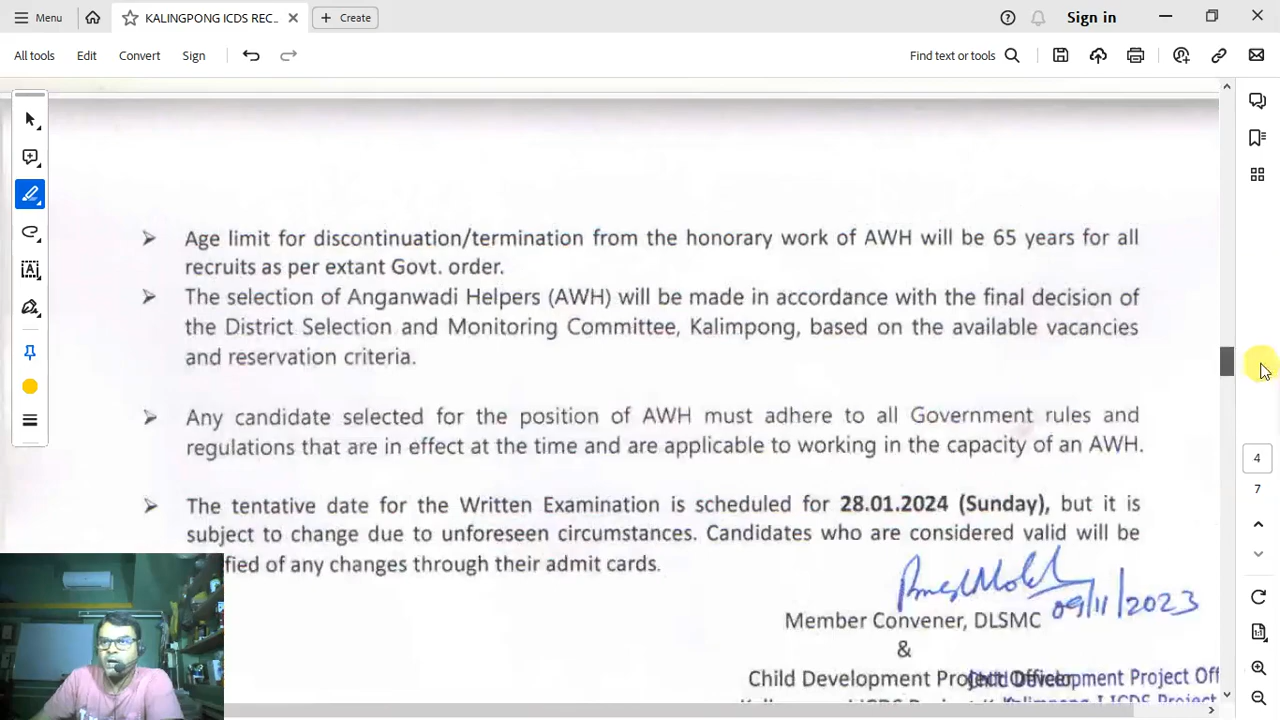 Menu
KALINGPONG ICDS REC...
Create
Sign in
All tools
Edit
Convert
Sign
Find text or tools
Age limit for discontinuation/termination from the honorary work of AWH will be 65 years for all
recruits as per extant Govt. order.
The selection of Anganwadi Helpers (AWH) will be made in accordance with the final decision of
the District Selection and Monitoring Committee, Kalimpong, based on the available vacancies
and reservation criteria.
Any candidate selected for the position of AWH must adhere to all Government rules and
regulations that are in effect at the time and are applicable to working in the capacity of an AWH.
The tentative date for the Written Examination is scheduled for 28.01.2024 (Sunday), but it is
subject to change due to unforeseen circumstances. Candidates who are considered valid will be
fied of any changes through their admit cards.
09/11/2023
Member Convener, DLSMC
&
Child Development Project Officer
Child Development Project Off
4
7